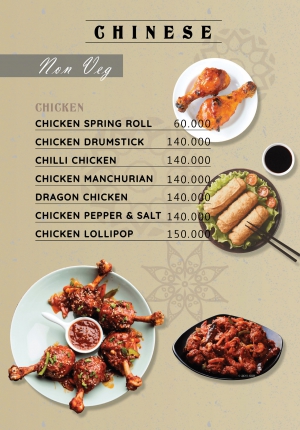 CHINESE
Non Veg
CHICKEN
CHICKEN SPRING ROLL 60.000
CHICKEN DRUMSTICK 140.000
CHILLI CHICKEN 140.000
CHICKEN MANCHURIAN 140.000
DRAGON CHICKEN 140.000
CHICKEN PEPPER & SALT 140.000
CHICKEN LOLLIPOP 150.000